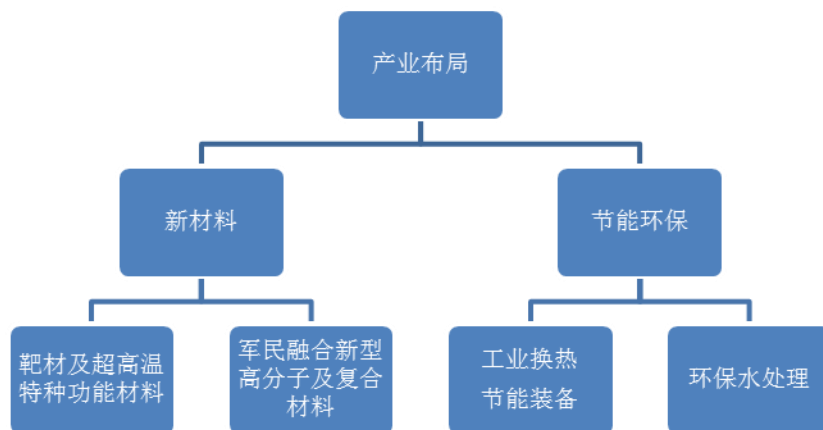 产业布局
新材料
节能环保
靶材及超高温
特种功能材料
军民融合新型
高分子及复合
材料
工业换热
节能装备
环保水处理